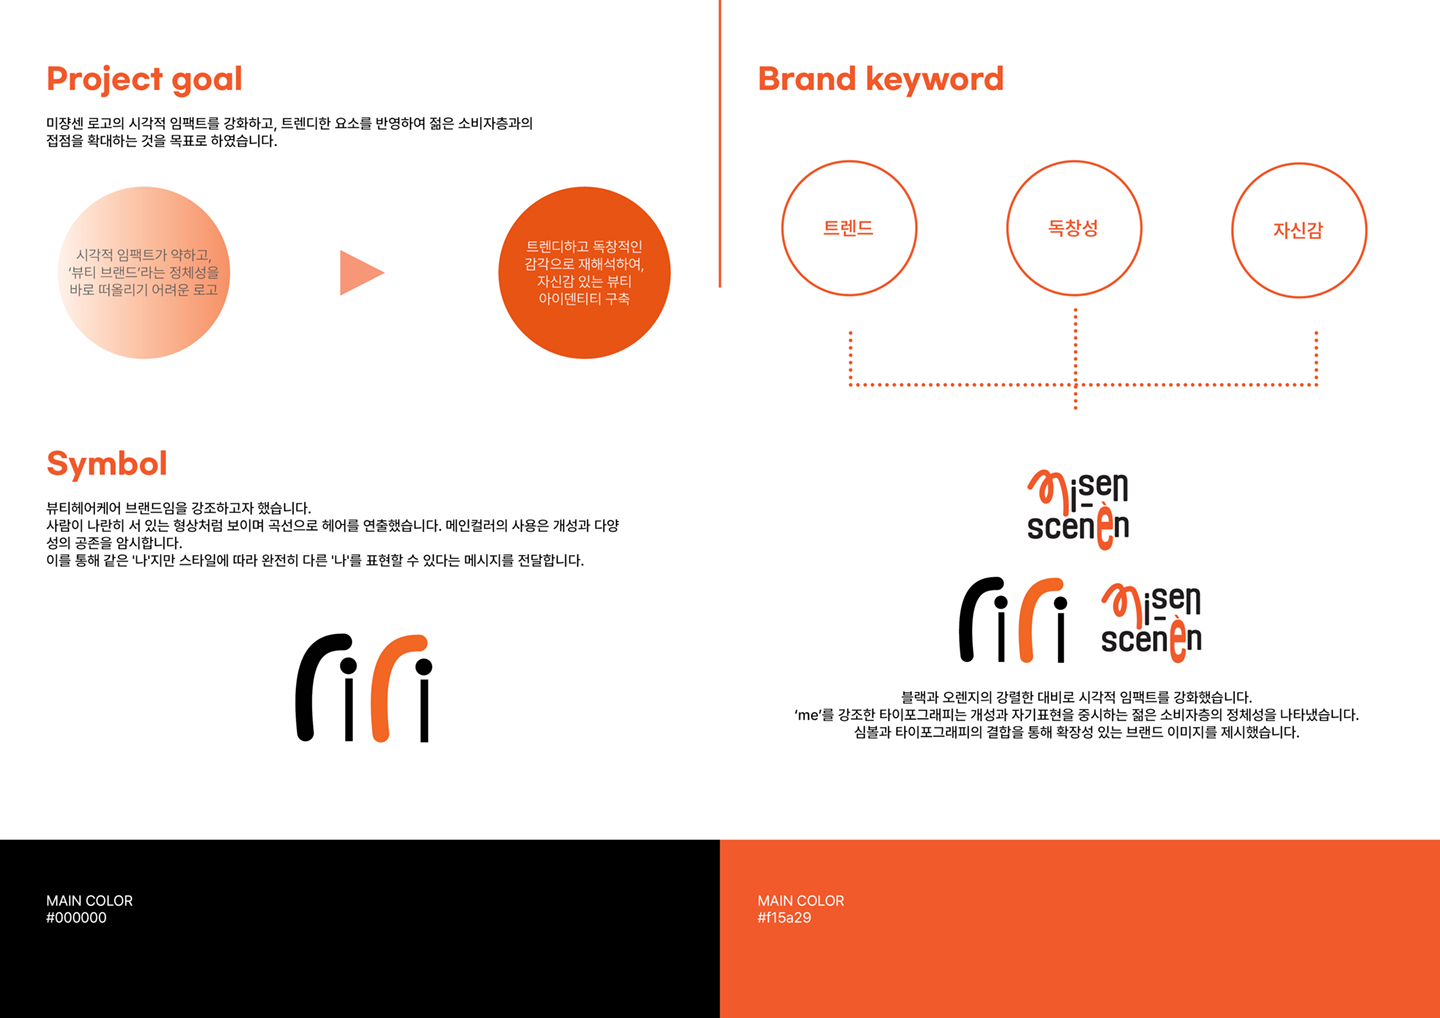 Project goal
미쟝센 로고의 시각적 임팩트를 강화하고, 트렌디한 요소를 반영하여 젊은 소비자층과의
접점을 확대하는 것을 목표로 하였습니다.
시각적 임팩트가 약하고,
‘뷰티 브랜드’라는 정체성을
바로 떠올리기 어려운 로고
트렌디하고 독창적인
감각으로 재해석하여,
자신감 있는 뷰티
아이덴티티 구축
Symbol
뷰티헤어케어 브랜드임을 강조하고자 했습니다.
사람이 나란히 서 있는 형상처럼 보이며 곡선으로 헤어를 연출했습니다. 메인컬러의 사용은 개성과 다양
성의 공존을 암시합니다.
이를 통해 같은 '나'지만 스타일에 따라 완전히 다른 '나'를 표현할 수 있다는 메시지를 전달합니다.
Brand keyword
트렌드
독창성
자신감
misen
scenèn
misen
scenèn
블랙과 오렌지의 강렬한 대비로 시각적 임팩트를 강화했습니다.
‘me’를 강조한 타이포그래피는 개성과 자기표현을 중시하는 젊은 소비자층의 정체성을 나타냈습니다.
심볼과 타이포그래피의 결합을 통해 확장성 있는 브랜드 이미지를 제시했습니다.
MAIN COLOR
#000000
MAIN COLOR
#f15a29